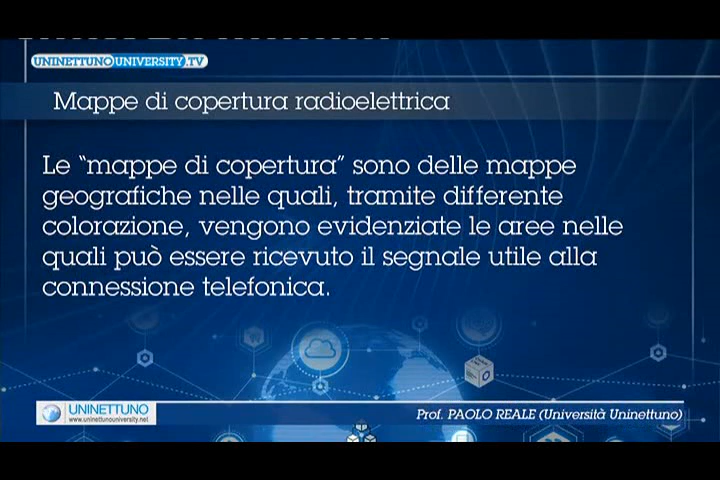 UNINETTUNOUNIVERSITY.TV
Mappe di copertura radioelettrica
Le “mappe di copertura” sono delle mappe
geografiche nelle quali, tramite differente
colorazione, vengono evidenziate le aree nelle
quali può essere ricevuto il segnale utile alla
connessione telefonica.
UNINETTUNO
www.uninettunouniversity.net
Prof. PAOLO REALE (Università Uninettuno)